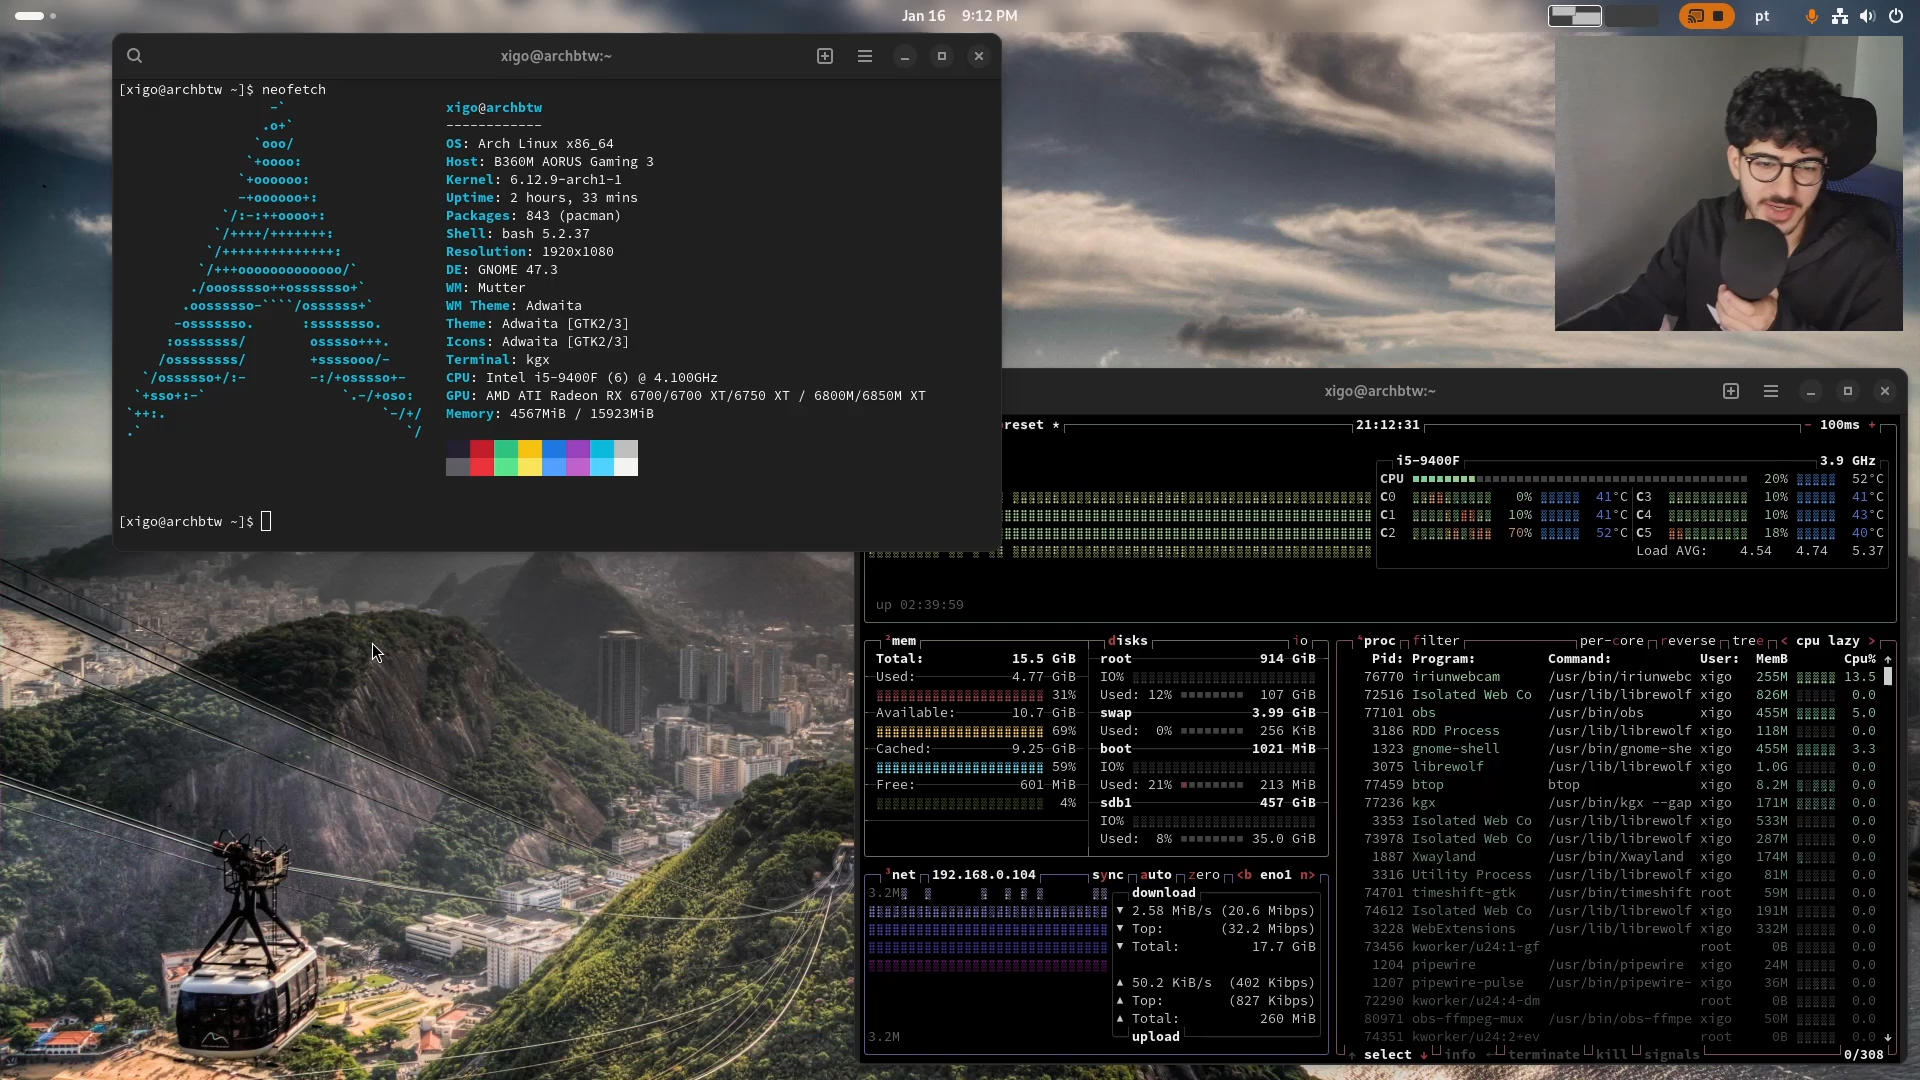 Jan 16 9:12 PM
pt
xigo@archbtw:~
[xigo@archbtw ~]$ neofetch
xigo@archbtw
------------
OS: Arch Linux x86_64
Host: B360M AORUS Gaming 3
Kernel: 6.12.9-arch1-1
Uptime: 2 hours, 33 mins
Packages: 843 (pacman)
Shell: bash 5.2.37
Resolution: 1920x1080
DE: GNOME 47.3
WM: Mutter
WM Theme: Adwaita
Theme: Adwaita [GTK2/3]
Icons: Adwaita [GTK2/3]
Terminal: kgx
CPU: Intel i5-9400F (6) @ 4.100GHz
GPU: AMD ATI Radeon RX 6700/6700 XT/6750 XT / 6800M/6850M XT
Memory: 4567MiB / 15923MiB
[xigo@archbtw ~]$
xigo@archbtw:~
reset * 21:12:31 - 100ms +
i5-9400F 3.9 GHz
CPU 20% 52°C
C0 0% 41°C C3 10% 41°C
C1 10% 41°C C4 10% 43°C
C2 70% 52°C C5 18% 40°C
Load AVG: 4.54 4.74 5.37
up 02:39:59
²mem
Total: 15.5 GiB
Used: 4.77 GiB
31%
Available: 10.7 GiB
69%
Cached: 9.25 GiB
59%
Free: 601 MiB
4%
disks io
root 914 GiB
IO%
Used: 12% 107 GiB
swap 3.99 GiB
Used: 0% 256 KiB
boot 1021 MiB
IO%
Used: 21% 213 MiB
sdb1 457 GiB
IO%
Used: 8% 35.0 GiB
³net 192.168.0.104 sync auto zero <b eno1 n>
3.2M
download
▼ 2.58 MiB/s (20.6 Mibps)
▼ Top: (32.2 Mibps)
▼ Total: 17.7 GiB
▲ 50.2 KiB/s (402 Kibps)
▲ Top: (827 Kibps)
▲ Total: 260 MiB
3.2M
upload
⁴proc filter per-core reverse tree < cpu lazy >
Pid: Program: Command: User: MemB Cpu% ↑
76770 iriunwebcam /usr/bin/iriunwebc xigo 255M 13.5
72516 Isolated Web Co /usr/lib/librewolf xigo 826M 0.0
77101 obs /usr/bin/obs xigo 455M 5.0
3186 RDD Process /usr/lib/librewolf xigo 118M 0.0
1323 gnome-shell /usr/bin/gnome-she xigo 455M 3.3
3075 librewolf /usr/lib/librewolf xigo 1.0G 0.0
77459 btop btop xigo 8.2M 0.0
77236 kgx /usr/bin/kgx --gap xigo 171M 0.0
3353 Isolated Web Co /usr/lib/librewolf xigo 533M 0.0
73978 Isolated Web Co /usr/lib/librewolf xigo 287M 0.0
1887 Xwayland /usr/bin/Xwayland xigo 174M 0.0
3316 Utility Process /usr/lib/librewolf xigo 81M 0.0
74701 timeshift-gtk /usr/bin/timeshift root 59M 0.0
74612 Isolated Web Co /usr/lib/librewolf xigo 191M 0.0
3228 WebExtensions /usr/lib/librewolf xigo 332M 0.0
73456 kworker/u24:1-gf root 0B 0.0
1204 pipewire /usr/bin/pipewire xigo 24M 0.0
1207 pipewire-pulse /usr/bin/pipewire- xigo 36M 0.0
72290 kworker/u24:4-dm root 0B 0.0
80971 obs-ffmpeg-mux /usr/bin/obs-ffmpe xigo 50M 0.0
74351 kworker/u24:2+ev root 0B 0.0 ↓
↑ select ↓ info terminate kill signals 0/308